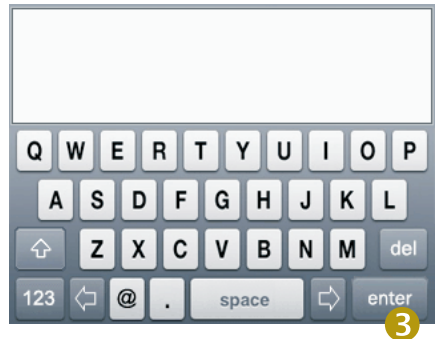 Q W E R T Y U I O P
A S D F G H J K L
Z X C V B N M del
123 @ . space enter
3